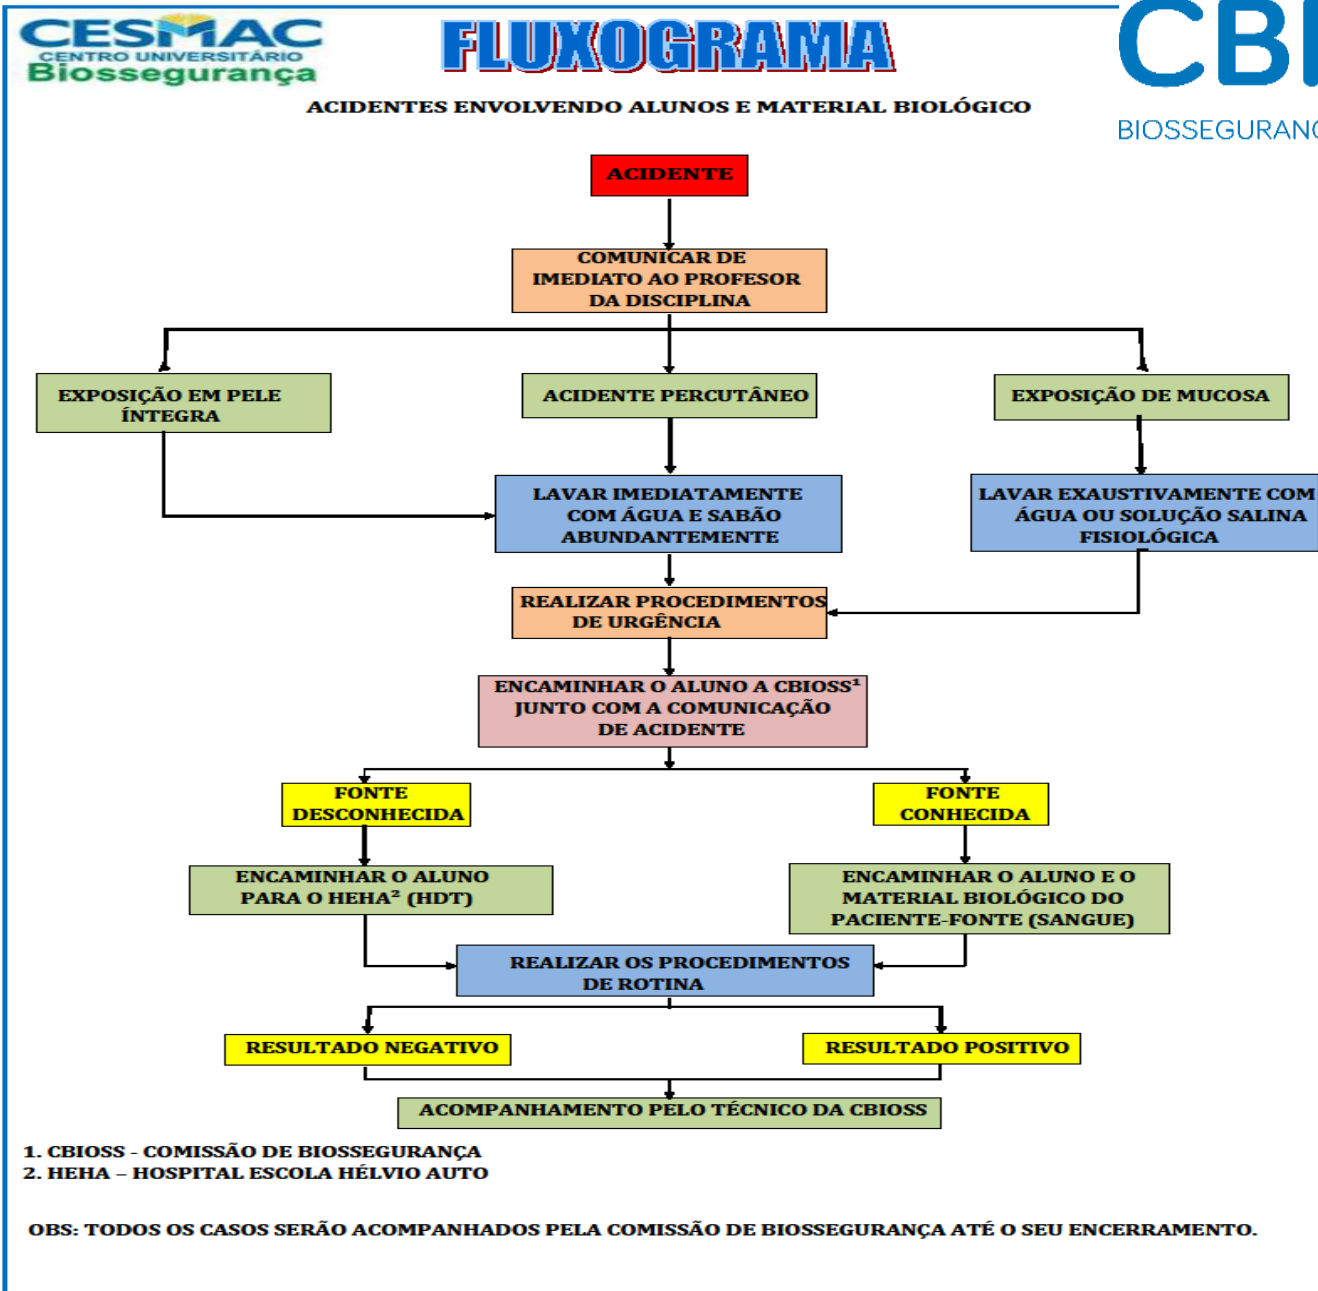 CESMAC
CENTRO UNIVERSITÁRIO
Biossegurança
FLUXOGRAMA
CBI
BIOSSEGURANÇ
ACIDENTES ENVOLVENDO ALUNOS E MATERIAL BIOLÓGICO
ACIDENTE
COMUNICAR DE
IMEDIATO AO PROFESOR
DA DISCIPLINA
EXPOSIÇÃO EM PELE
ÍNTEGRA
ACIDENTE PERCUTÂNEO
EXPOSIÇÃO DE MUCOSA
LAVAR IMEDIATAMENTE
COM ÁGUA E SABÃO
ABUNDANTEMENTE
LAVAR EXAUSTIVAMENTE COM
ÁGUA OU SOLUÇÃO SALINA
FISIOLÓGICA
REALIZAR PROCEDIMENTOS
DE URGÊNCIA
ENCAMINHAR O ALUNO A CBIOSS¹
JUNTO COM A COMUNICAÇÃO
DE ACIDENTE
FONTE
DESCONHECIDA
FONTE
CONHECIDA
ENCAMINHAR O ALUNO
PARA O HEHA² (HDT)
ENCAMINHAR O ALUNO E O
MATERIAL BIOLÓGICO DO
PACIENTE-FONTE (SANGUE)
REALIZAR OS PROCEDIMENTOS
DE ROTINA
RESULTADO NEGATIVO
RESULTADO POSITIVO
ACOMPANHAMENTO PELO TÉCNICO DA CBIOSS
1. CBIOSS - COMISSÃO DE BIOSSEGURANÇA
2. HEHA – HOSPITAL ESCOLA HÉLVIO AUTO
OBS: TODOS OS CASOS SERÃO ACOMPANHADOS PELA COMISSÃO DE BIOSSEGURANÇA ATÉ O SEU ENCERRAMENTO.